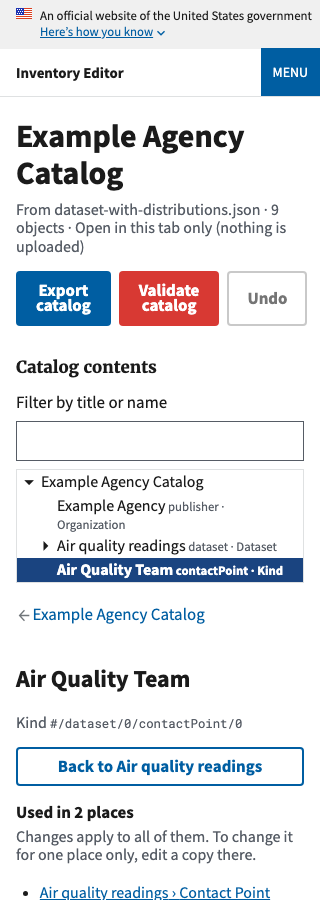 An official website of the United States government
Here's how you know
Inventory Editor
MENU
Example Agency
Catalog
From dataset-with-distributions.json · 9
objects · Open in this tab only (nothing is
uploaded)
Export
catalog
Validate
catalog
Undo
Catalog contents
Filter by title or name
Example Agency Catalog
Example Agency publisher ·
Organization
Air quality readings dataset · Dataset
Air Quality Team contactPoint · Kind
Example Agency Catalog
Air Quality Team
Kind #/dataset/0/contactPoint/0
Back to Air quality readings
Used in 2 places
Changes apply to all of them. To change it
for one place only, edit a copy there.
Air quality readings › Contact Point